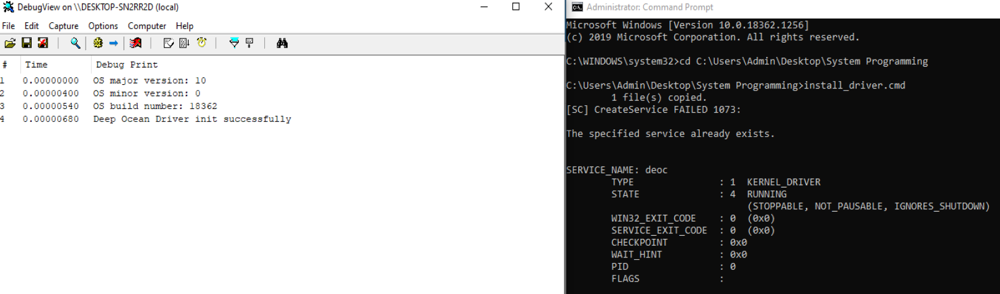 DebugView on \\DESKTOP-SN2RR2D (local)
File Edit Capture Options Computer Help
# Time Debug Print
1 0.00000000 OS major version: 10
2 0.00000400 OS minor version: 0
3 0.00000540 OS build number: 18362
4 0.00000680 Deep Ocean Driver init successfully
Administrator: Command Prompt
Microsoft Windows [Version 10.0.18362.1256]
(c) 2019 Microsoft Corporation. All rights reserved.
C:\WINDOWS\system32>cd C:\Users\Admin\Desktop\System Programming
C:\Users\Admin\Desktop\System Programming>install_driver.cmd
1 file(s) copied.
[SC] CreateService FAILED 1073:
The specified service already exists.
SERVICE_NAME: deoc
TYPE : 1 KERNEL_DRIVER
STATE : 4 RUNNING
(STOPPABLE, NOT_PAUSABLE, IGNORES_SHUTDOWN)
WIN32_EXIT_CODE : 0 (0x0)
SERVICE_EXIT_CODE : 0 (0x0)
CHECKPOINT : 0x0
WAIT_HINT : 0x0
PID : 0
FLAGS :